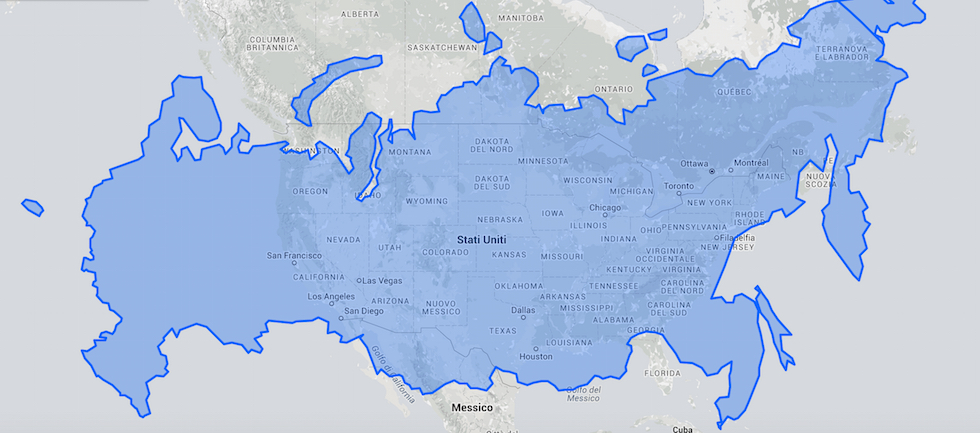 ALBERTA
MANITOBA
COLUMBIA
BRITANNICA
SASKATCHEWAN
TERRANOVA
E LABRADOR
ONTARIO
QUÉBEC
WASHINGTON
MONTANA
DAKOTA
DEL NORD
MINNESOTA
Ottawa
Montréal
NB
PE
MAINE
NUOVA
SCOZIA
OREGON
IDAHO
WYOMING
DAKOTA
DEL SUD
WISCONSIN
MICHIGAN
Toronto
NEW YORK
RHODE
ISLAND
Chicago
IOWA
NEBRASKA
ILLINOIS
INDIANA
OHIO
PENNSYLVANIA
Filadelfia
NEW JERSEY
NEVADA
UTAH
COLORADO
Stati Uniti
KANSAS
MISSOURI
VIRGINIA
OCCIDENTALE
KENTUCKY
VIRGINIA
San Francisco
CALIFORNIA
Las Vegas
OKLAHOMA
TENNESSEE
CAROLINA
DEL NORD
Los Angeles
ARIZONA
NUOVO
MESSICO
ARKANSAS
MISSISSIPPI
CAROLINA
DEL SUD
San Diego
Dallas
ALABAMA
GEORGIA
TEXAS
LOUISIANA
Houston
FLORIDA
Golfo di
California
Golfo del
Messico
Messico
Cuba